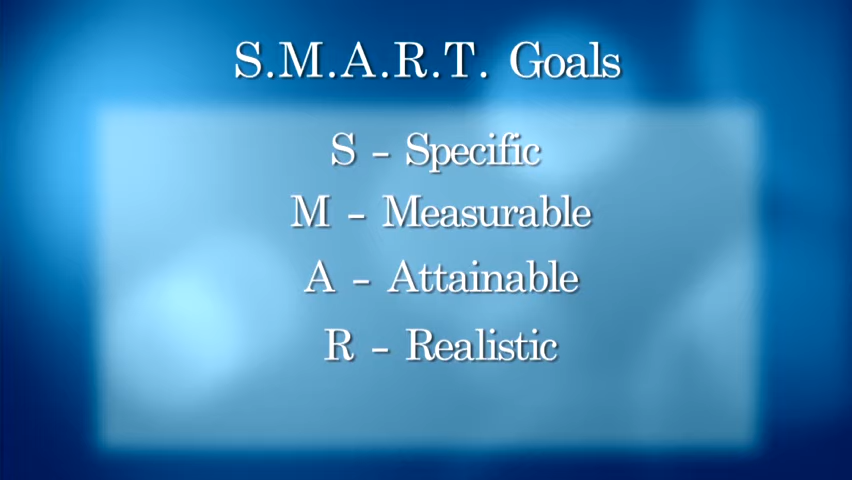 S.M.A.R.T. Goals
S - Specific
M - Measurable
A - Attainable
R - Realistic